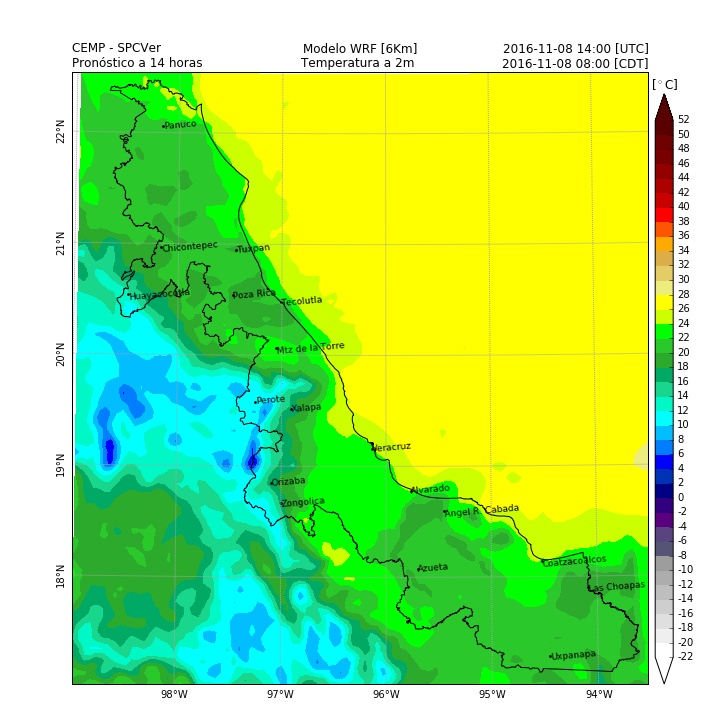 CEMP - SPCVer Modelo WRF [6Km] 2016-11-08 14:00 [UTC]
Pronóstico a 14 horas Temperatura a 2m 2016-11-08 08:00 [CDT]
[°C]
52
50
48
46
44
42
40
38
36
34
32
30
28
26
24
22
20
18
16
14
12
10
8
6
4
2
0
-2
-4
-6
-8
-10
-12
-14
-16
-18
-20
-22
22°N
21°N
20°N
19°N
18°N
Panuco
Chicontepec
Tuxpan
Huayacocotla
Poza Rica
Tecolutla
Mtz de la Torre
Perote
Xalapa
Veracruz
Orizaba
Alvarado
Zongolica
Angel R. Cabada
Azueta
Coatzacoalcos
Las Choapas
Uxpanapa
98°W 97°W 96°W 95°W 94°W